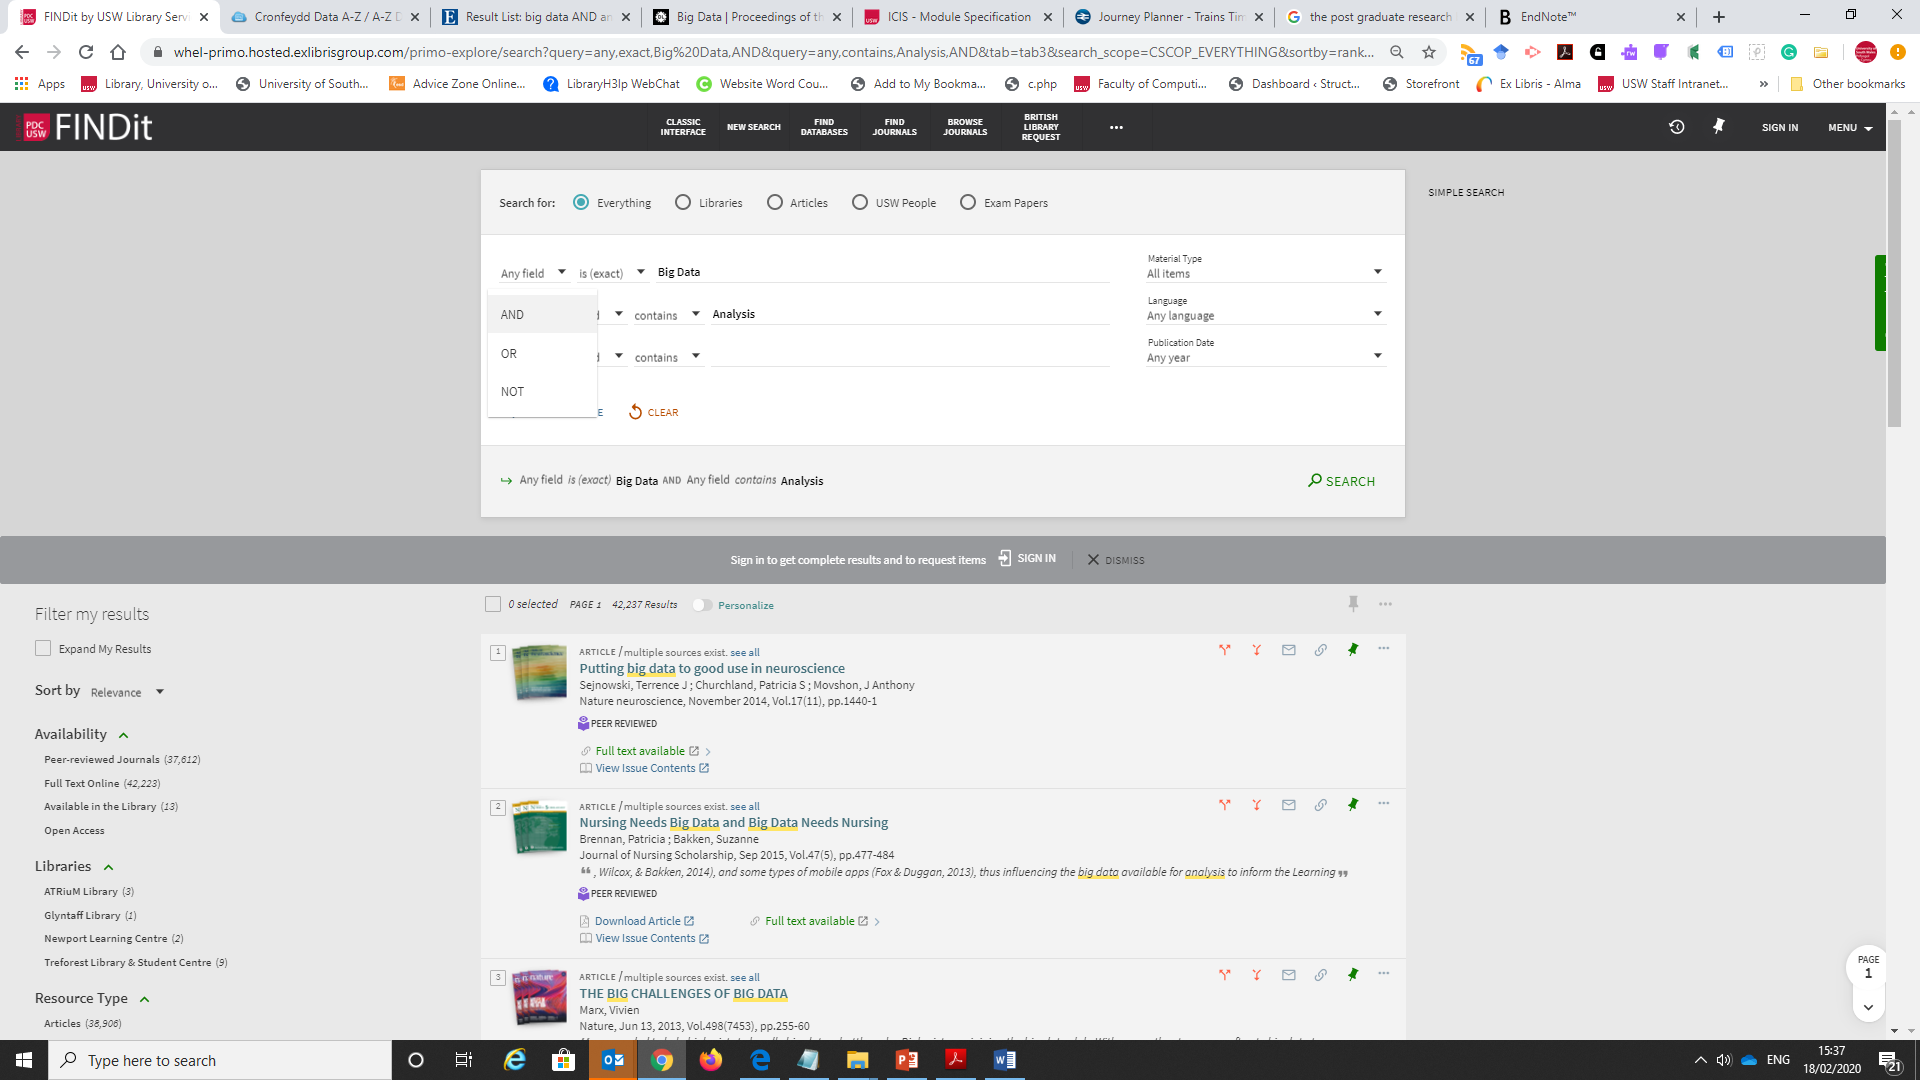 FINDit by USW Library Serv
Cronfeydd Data A-Z / A-Z D
Result List: big data AND an
Big Data | Proceedings of th
ICIS - Module Specification
Journey Planner - Trains Tim
the post graduate research
EndNote™
whel-primo.hosted.exlibrisgroup.com/primo-explore/search?query=any,exact,Big%20Data,AND&query=any,contains,Analysis,AND&tab=tab3&search_scope=CSCOP_EVERYTHING&sortby=rank...
67
Apps
Library, University o...
University of South...
Advice Zone Online...
LibraryH3lp WebChat
Website Word Cou...
Add to My Bookma...
c.php
Faculty of Computi...
Dashboard ‹ Struct...
Storefront
Ex Libris - Alma
USW Staff Intranet...
»
Other bookmarks
PDC USW FINDit
CLASSIC INTERFACE
NEW SEARCH
FIND DATABASES
FIND JOURNALS
BROWSE JOURNALS
BRITISH LIBRARY REQUEST
SIGN IN
MENU
Search for: Everything Libraries Articles USW People Exam Papers
SIMPLE SEARCH
Any field is (exact) Big Data
Material Type
All items
AND
contains Analysis
Language
Any language
OR
contains
Publication Date
Any year
NOT
CLEAR
Any field is (exact) Big Data AND Any field contains Analysis
SEARCH
Sign in to get complete results and to request items SIGN IN DISMISS
Filter my results
Expand My Results
Sort by Relevance
Availability
Peer-reviewed Journals (37,612)
Full Text Online (42,223)
Available in the Library (13)
Open Access
Libraries
ATRiuM Library (3)
Glyntaff Library (1)
Newport Learning Centre (2)
Treforest Library & Student Centre (9)
Resource Type
Articles (38,906)
0 selected PAGE 1 42,237 Results Personalize
1
ARTICLE / multiple sources exist. see all
Putting big data to good use in neuroscience
Sejnowski, Terrence J ; Churchland, Patricia S ; Movshon, J Anthony
Nature neuroscience, November 2014, Vol.17(11), pp.1440-1
PEER REVIEWED
Full text available
View Issue Contents
2
ARTICLE / multiple sources exist. see all
Nursing Needs Big Data and Big Data Needs Nursing
Brennan, Patricia ; Bakken, Suzanne
Journal of Nursing Scholarship, Sep 2015, Vol.47(5), pp.477-484
❝ , Wilcox, & Bakken, 2014), and some types of mobile apps (Fox & Duggan, 2013), thus influencing the big data available for analysis to inform the Learning ❞
PEER REVIEWED
Download Article Full text available
View Issue Contents
3
ARTICLE / multiple sources exist. see all
THE BIG CHALLENGES OF BIG DATA
Marx, Vivien
Nature, Jun 13, 2013, Vol.498(7453), pp.255-60
PAGE
1
Type here to search
ENG
15:37
18/02/2020
21